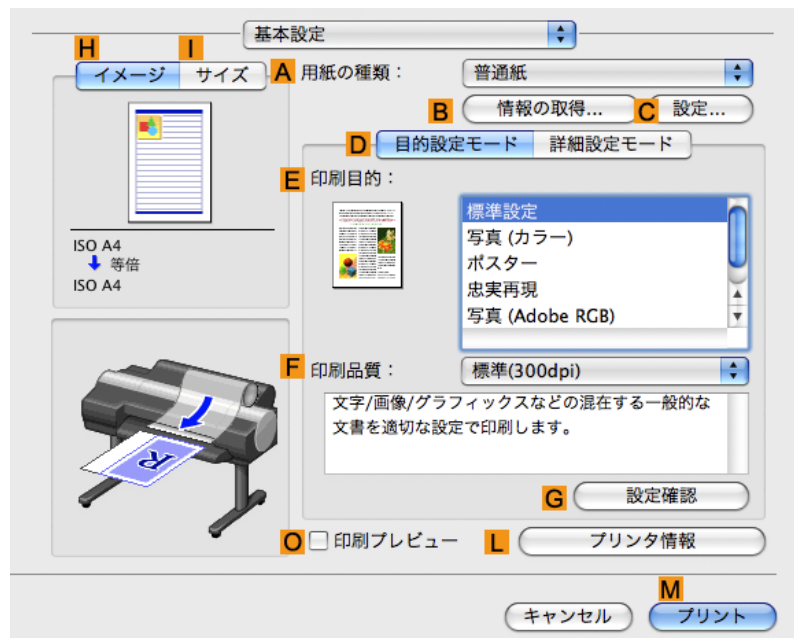 基本設定
H I
イメージ サイズ
A 用紙の種類： 普通紙
B 情報の取得... C 設定...
D 目的設定モード 詳細設定モード
E 印刷目的：
標準設定
写真 (カラー)
ポスター
忠実再現
写真 (Adobe RGB)
ISO A4
等倍
ISO A4
F 印刷品質： 標準(300dpi)
文字/画像/グラフィックスなどの混在する一般的な
文書を適切な設定で印刷します。
R
G 設定確認
O 印刷プレビュー L プリンタ情報
M
キャンセル プリント